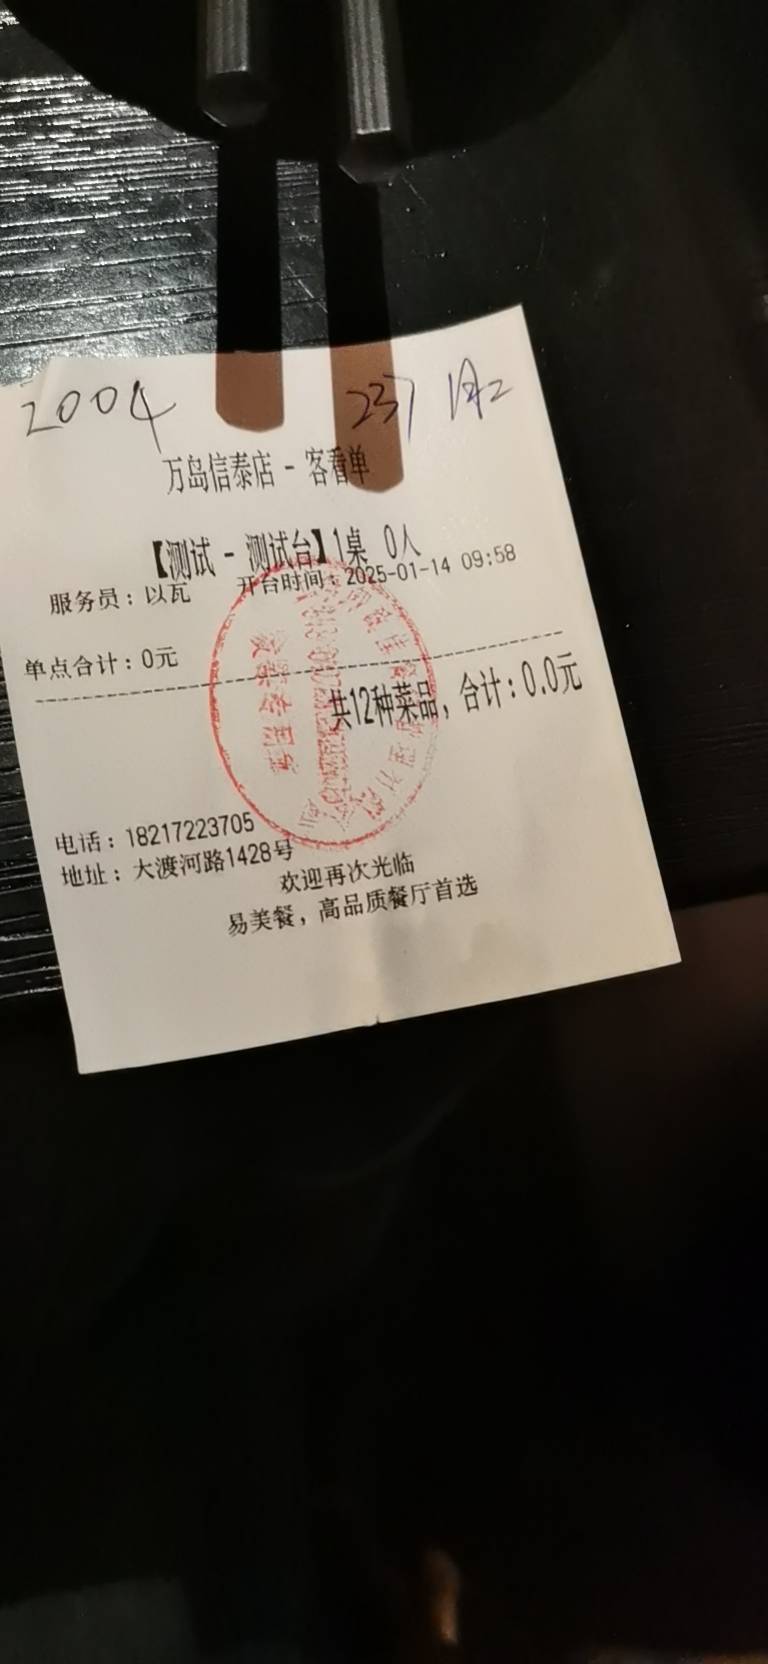 2004 237
万岛信泰店 - 客看单
【测试 - 测试台】1桌 0人
服务员：以瓦 开台时间：2025-01-14 09:58
单点合计：0元
共12种菜品，合计：0.0元
电话：18217223705
地址：大渡河路1428号
欢迎再次光临
易美餐，高品质餐厅首选